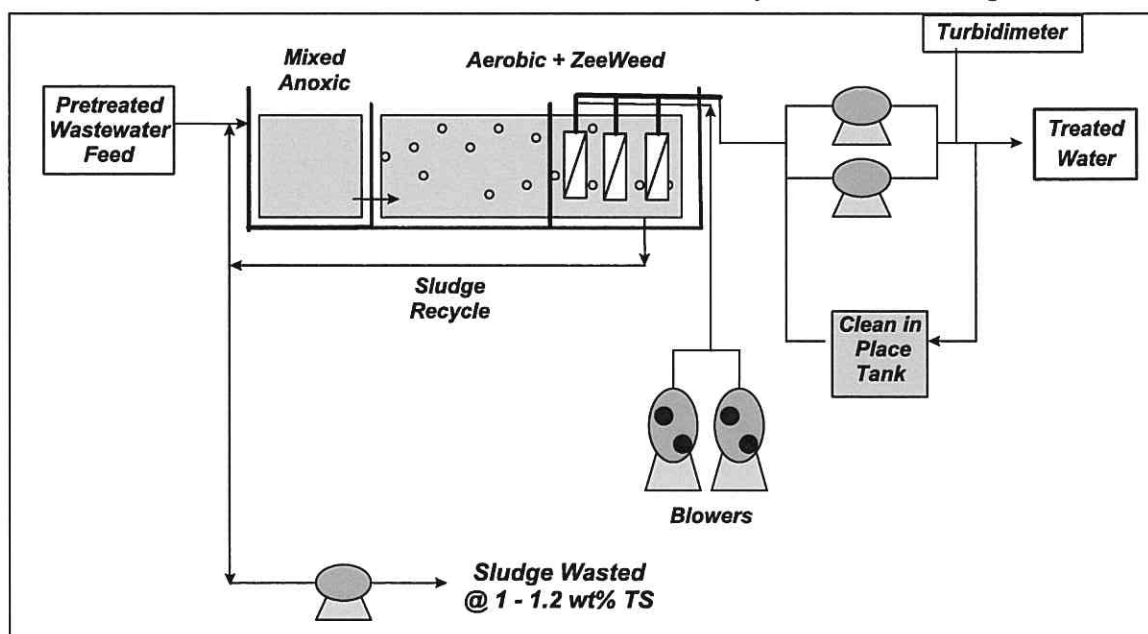 Turbidimeter
Mixed
Anoxic
Aerobic + ZeeWeed
Pretreated
Wastewater
Feed
Treated
Water
Sludge
Recycle
Clean in
Place
Tank
Blowers
Sludge Wasted
@ 1 - 1.2 wt% TS